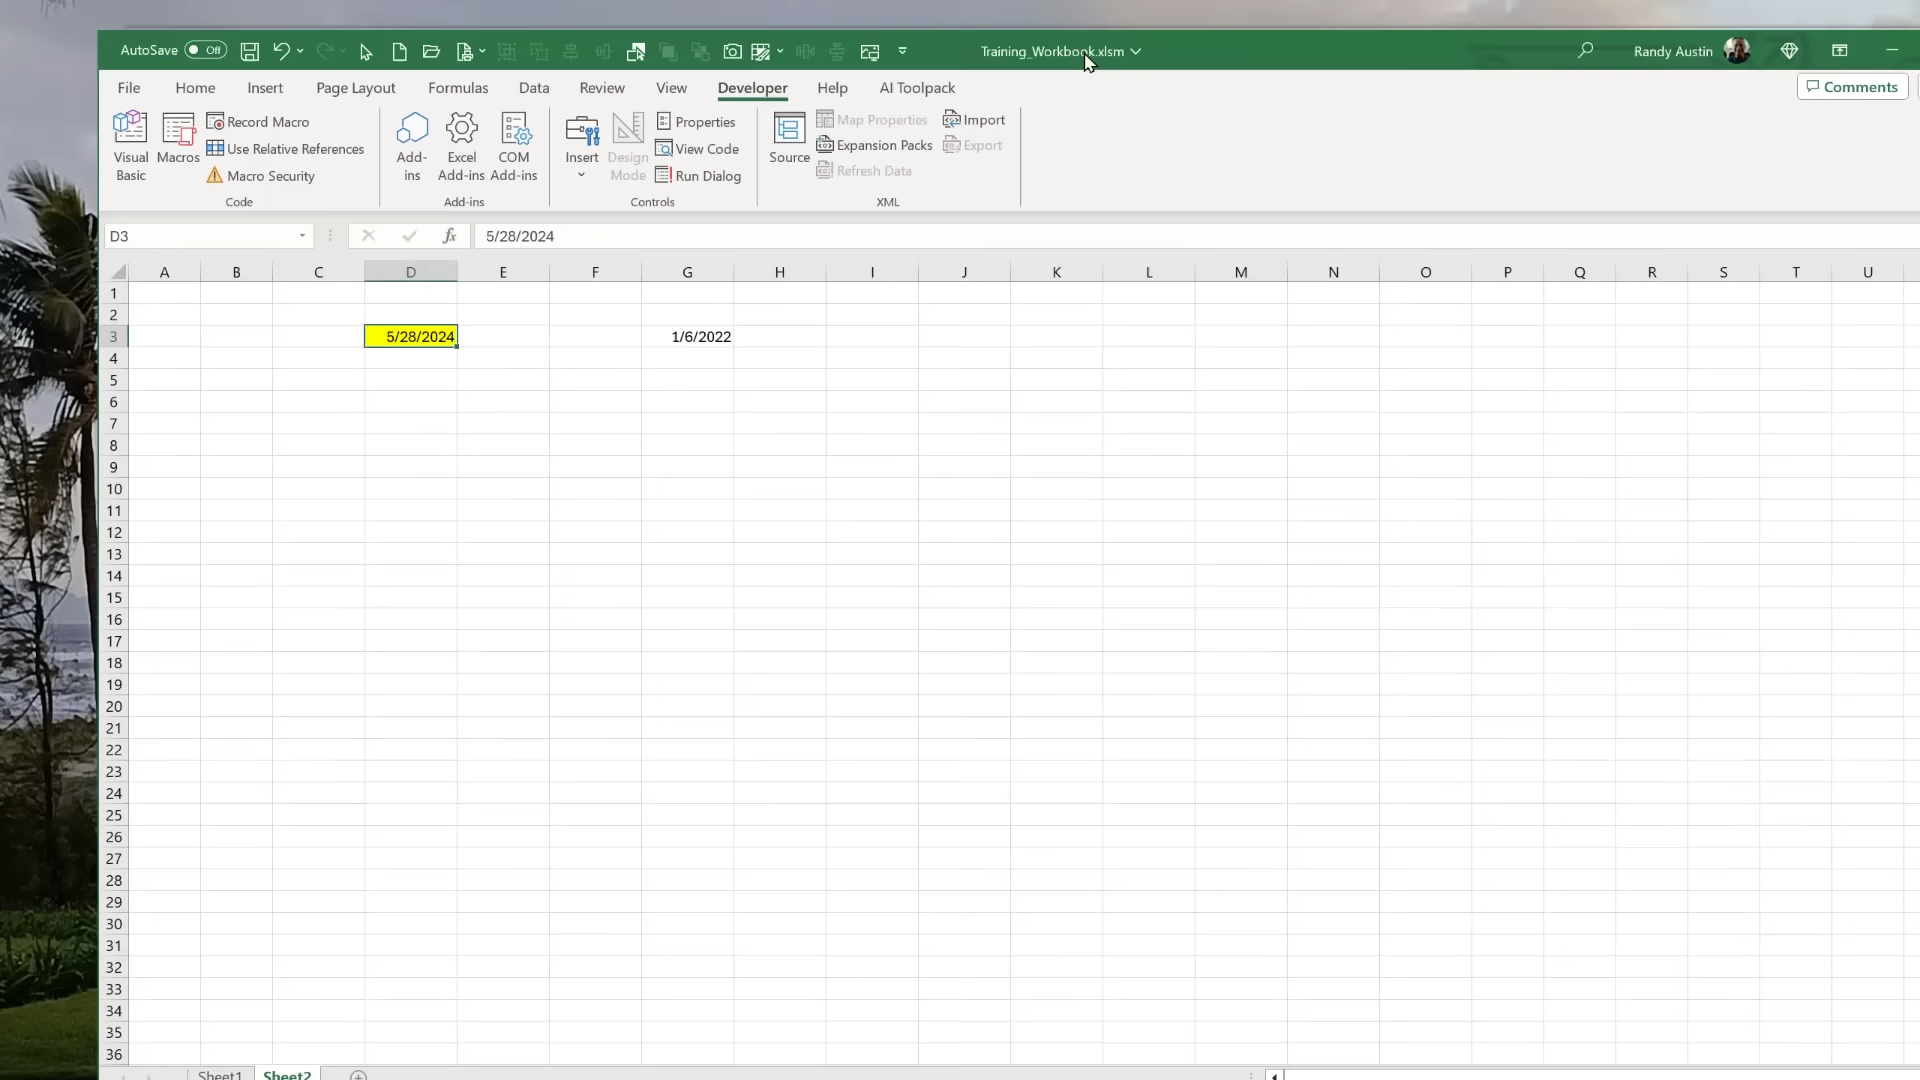 AutoSave Off Training_Workbook.xlsm Randy Austin
File Home Insert Page Layout Formulas Data Review View Developer Help AI Toolpack Comments
Visual Basic
Macros
Record Macro
Use Relative References
Macro Security
Code
Add-ins
Excel Add-ins
COM Add-ins
Add-ins
Insert
Design Mode
Properties
View Code
Run Dialog
Controls
Source
Map Properties
Expansion Packs
Refresh Data
Import
Export
XML
D3 fx 5/28/2024
A B C D E F G H I J K L M N O P Q R S T U
1
2
3 5/28/2024 1/6/2022
4
5
6
7
8
9
10
11
12
13
14
15
16
17
18
19
20
21
22
23
24
25
26
27
28
29
30
31
32
33
34
35
36
Sheet1 Sheet2